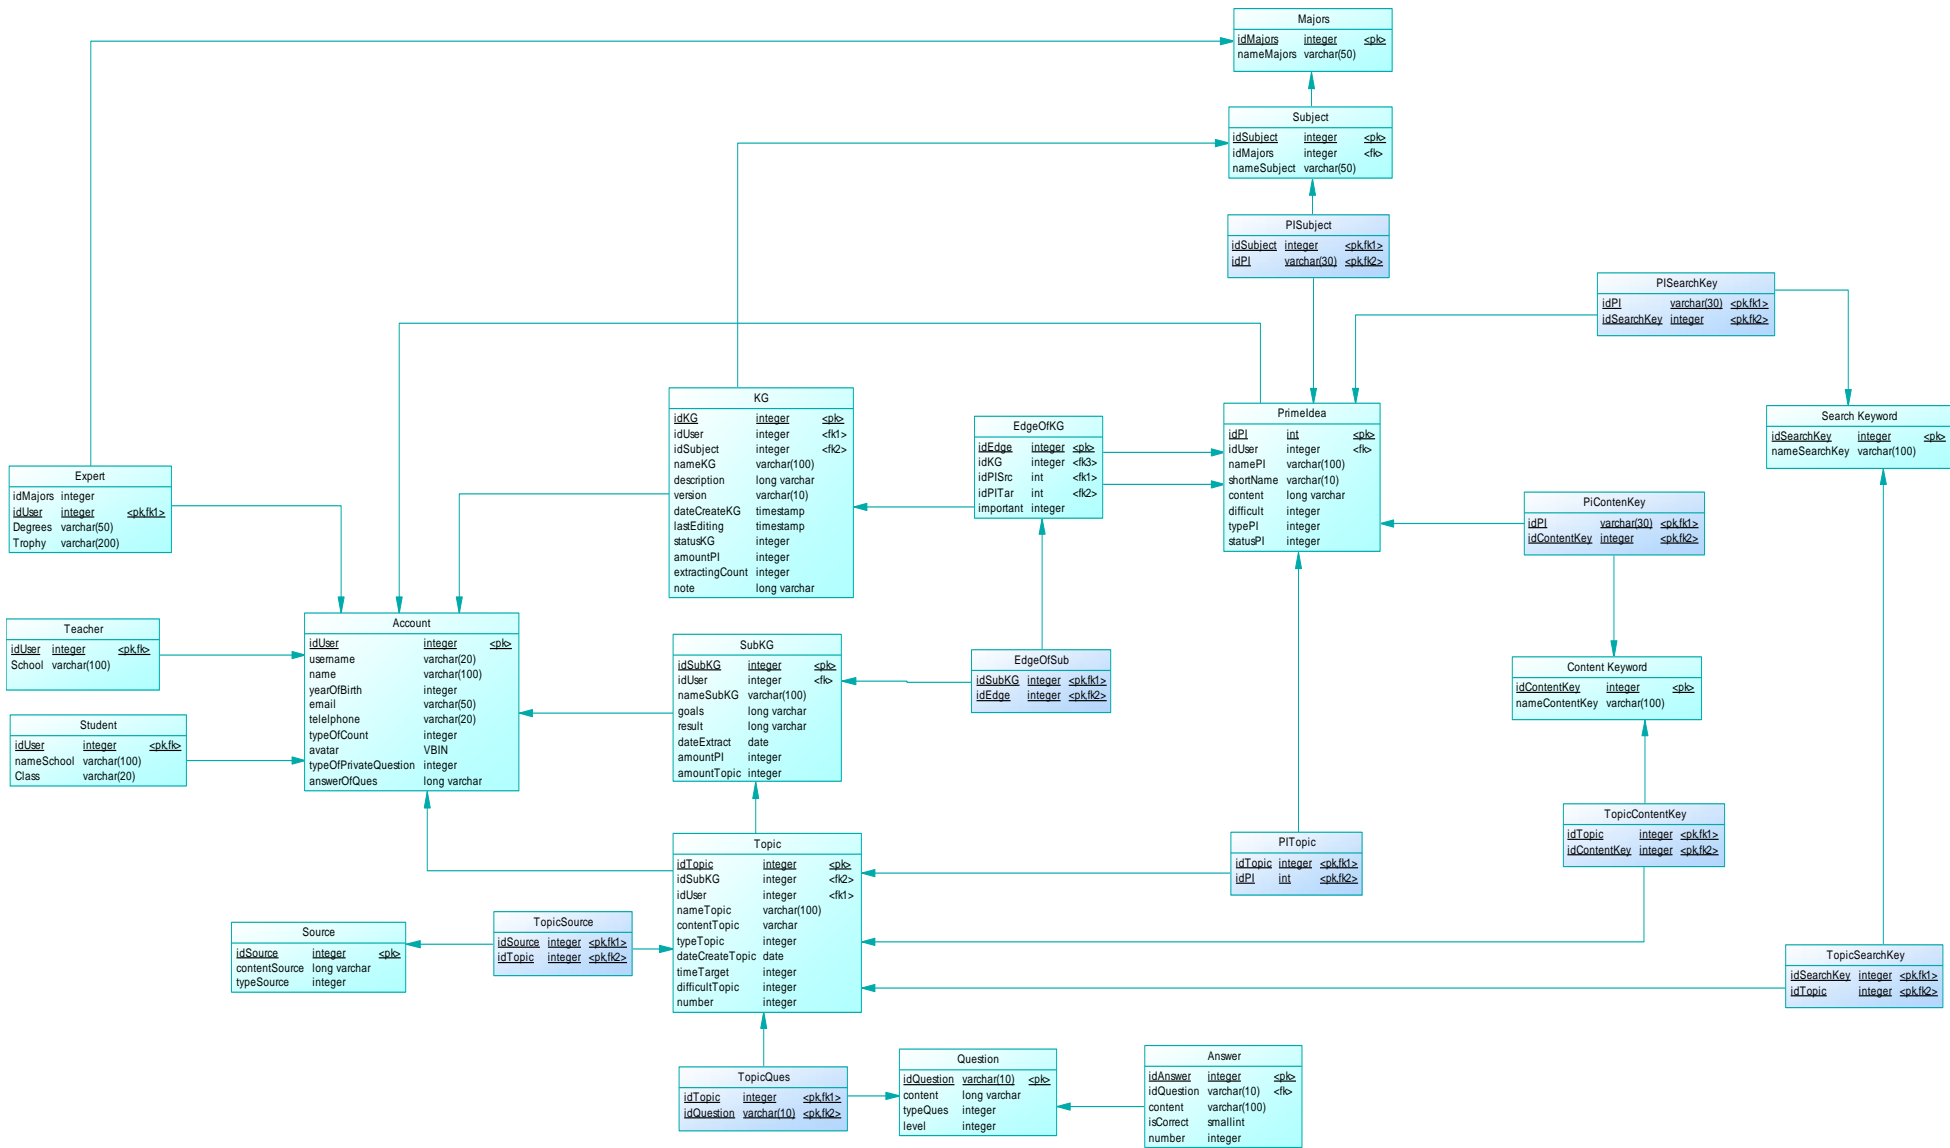 Majors
idMajors integer <pk>
nameMajors varchar(50)
Subject
idSubject integer <pk>
idMajors integer <fk>
nameSubject varchar(50)
PISubject
idSubject integer <pk,fk1>
idPI varchar(30) <pk,fk2>
PISearchKey
idPI varchar(30) <pk,fk1>
idSearchKey integer <pk,fk2>
KG
idKG integer <pk>
idUser integer <fk1>
idSubject integer <fk2>
nameKG varchar(100)
description long varchar
version varchar(10)
dateCreateKG timestamp
lastEditing timestamp
statusKG integer
amountPI integer
extractingCount integer
note long varchar
EdgeOfKG
idEdge integer <pk>
idKG integer <fk3>
idPISrc int <fk1>
idPITar int <fk2>
important integer
PrimeIdea
idPI int <pk>
idUser integer <fk>
namePI varchar(100)
shortName varchar(10)
content long varchar
difficult integer
typePI integer
statusPI integer
Search Keyword
idSearchKey integer <pk>
nameSearchKey varchar(100)
Expert
idMajors integer
idUser integer <pk,fk1>
Degrees varchar(50)
Trophy varchar(200)
PiContenKey
idPI varchar(30) <pk,fk1>
idContentKey integer <pk,fk2>
Teacher
idUser integer <pk,fk>
School varchar(100)
Account
idUser integer <pk>
username varchar(20)
name varchar(100)
yearOfBirth integer
email varchar(50)
telelphone varchar(20)
typeOfCount integer
avatar VBIN
typeOfPrivateQuestion integer
answerOfQues long varchar
SubKG
idSubKG integer <pk>
idUser integer <fk>
nameSubKG varchar(100)
goals long varchar
result long varchar
dateExtract date
amountPI integer
amountTopic integer
EdgeOfSub
idSubKG integer <pk,fk1>
idEdge integer <pk,fk2>
Content Keyword
idContentKey integer <pk>
nameContentKey varchar(100)
Student
idUser integer <pk,fk>
nameSchool varchar(100)
Class varchar(20)
TopicContentKey
idTopic integer <pk,fk1>
idContentKey integer <pk,fk2>
Topic
idTopic integer <pk>
idSubKG integer <fk2>
idUser integer <fk1>
nameTopic varchar(100)
contentTopic varchar
typeTopic integer
dateCreateTopic date
timeTarget integer
difficultTopic integer
number integer
PITopic
idTopic integer <pk,fk1>
idPI int <pk,fk2>
Source
idSource integer <pk>
contentSource long varchar
typeSource integer
TopicSource
idSource integer <pk,fk1>
idTopic integer <pk,fk2>
TopicSearchKey
idSearchKey integer <pk,fk1>
idTopic integer <pk,fk2>
TopicQues
idTopic integer <pk,fk1>
idQuestion varchar(10) <pk,fk2>
Question
idQuestion varchar(10) <pk>
content long varchar
typeQues integer
level integer
Answer
idAnswer integer <pk>
idQuestion varchar(10) <fk>
content varchar(100)
isCorrect smallint
number integer